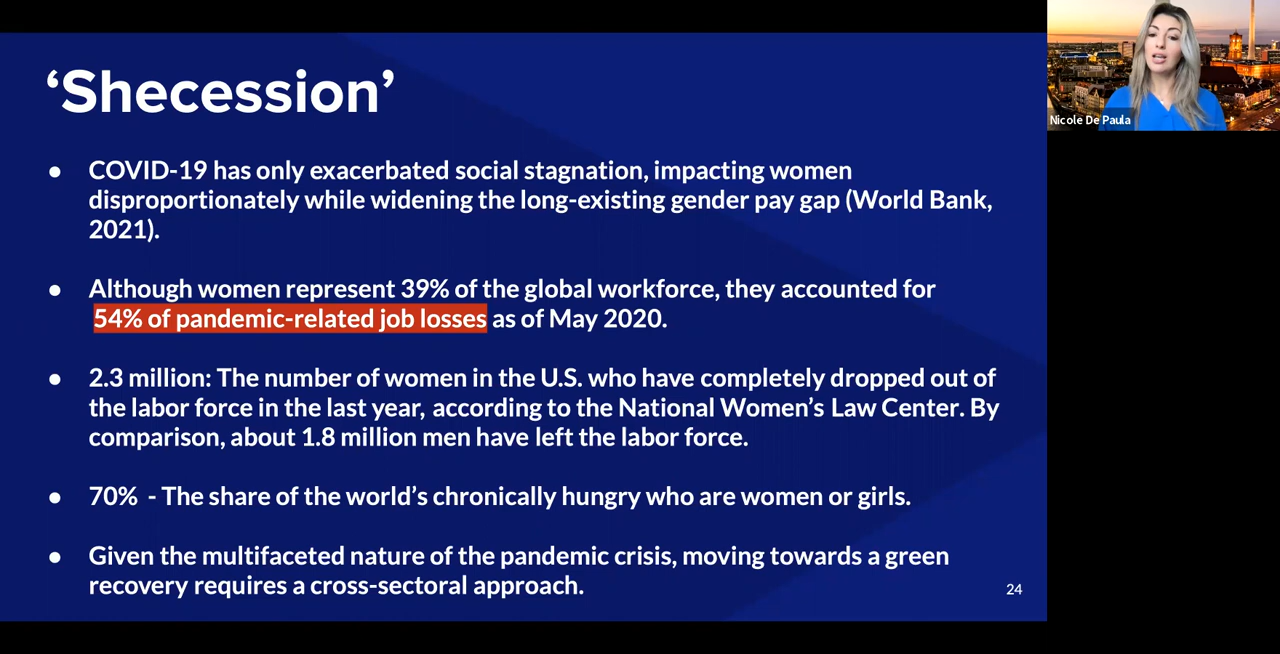 ‘Shecession’
● COVID-19 has only exacerbated social stagnation, impacting women
disproportionately while widening the long-existing gender pay gap (World Bank,
2021).
● Although women represent 39% of the global workforce, they accounted for
54% of pandemic-related job losses as of May 2020.
● 2.3 million: The number of women in the U.S. who have completely dropped out of
the labor force in the last year, according to the National Women’s Law Center. By
comparison, about 1.8 million men have left the labor force.
● 70%  - The share of the world’s chronically hungry who are women or girls.
● Given the multifaceted nature of the pandemic crisis, moving towards a green
recovery requires a cross-sectoral approach.
24
Nicole De Paula